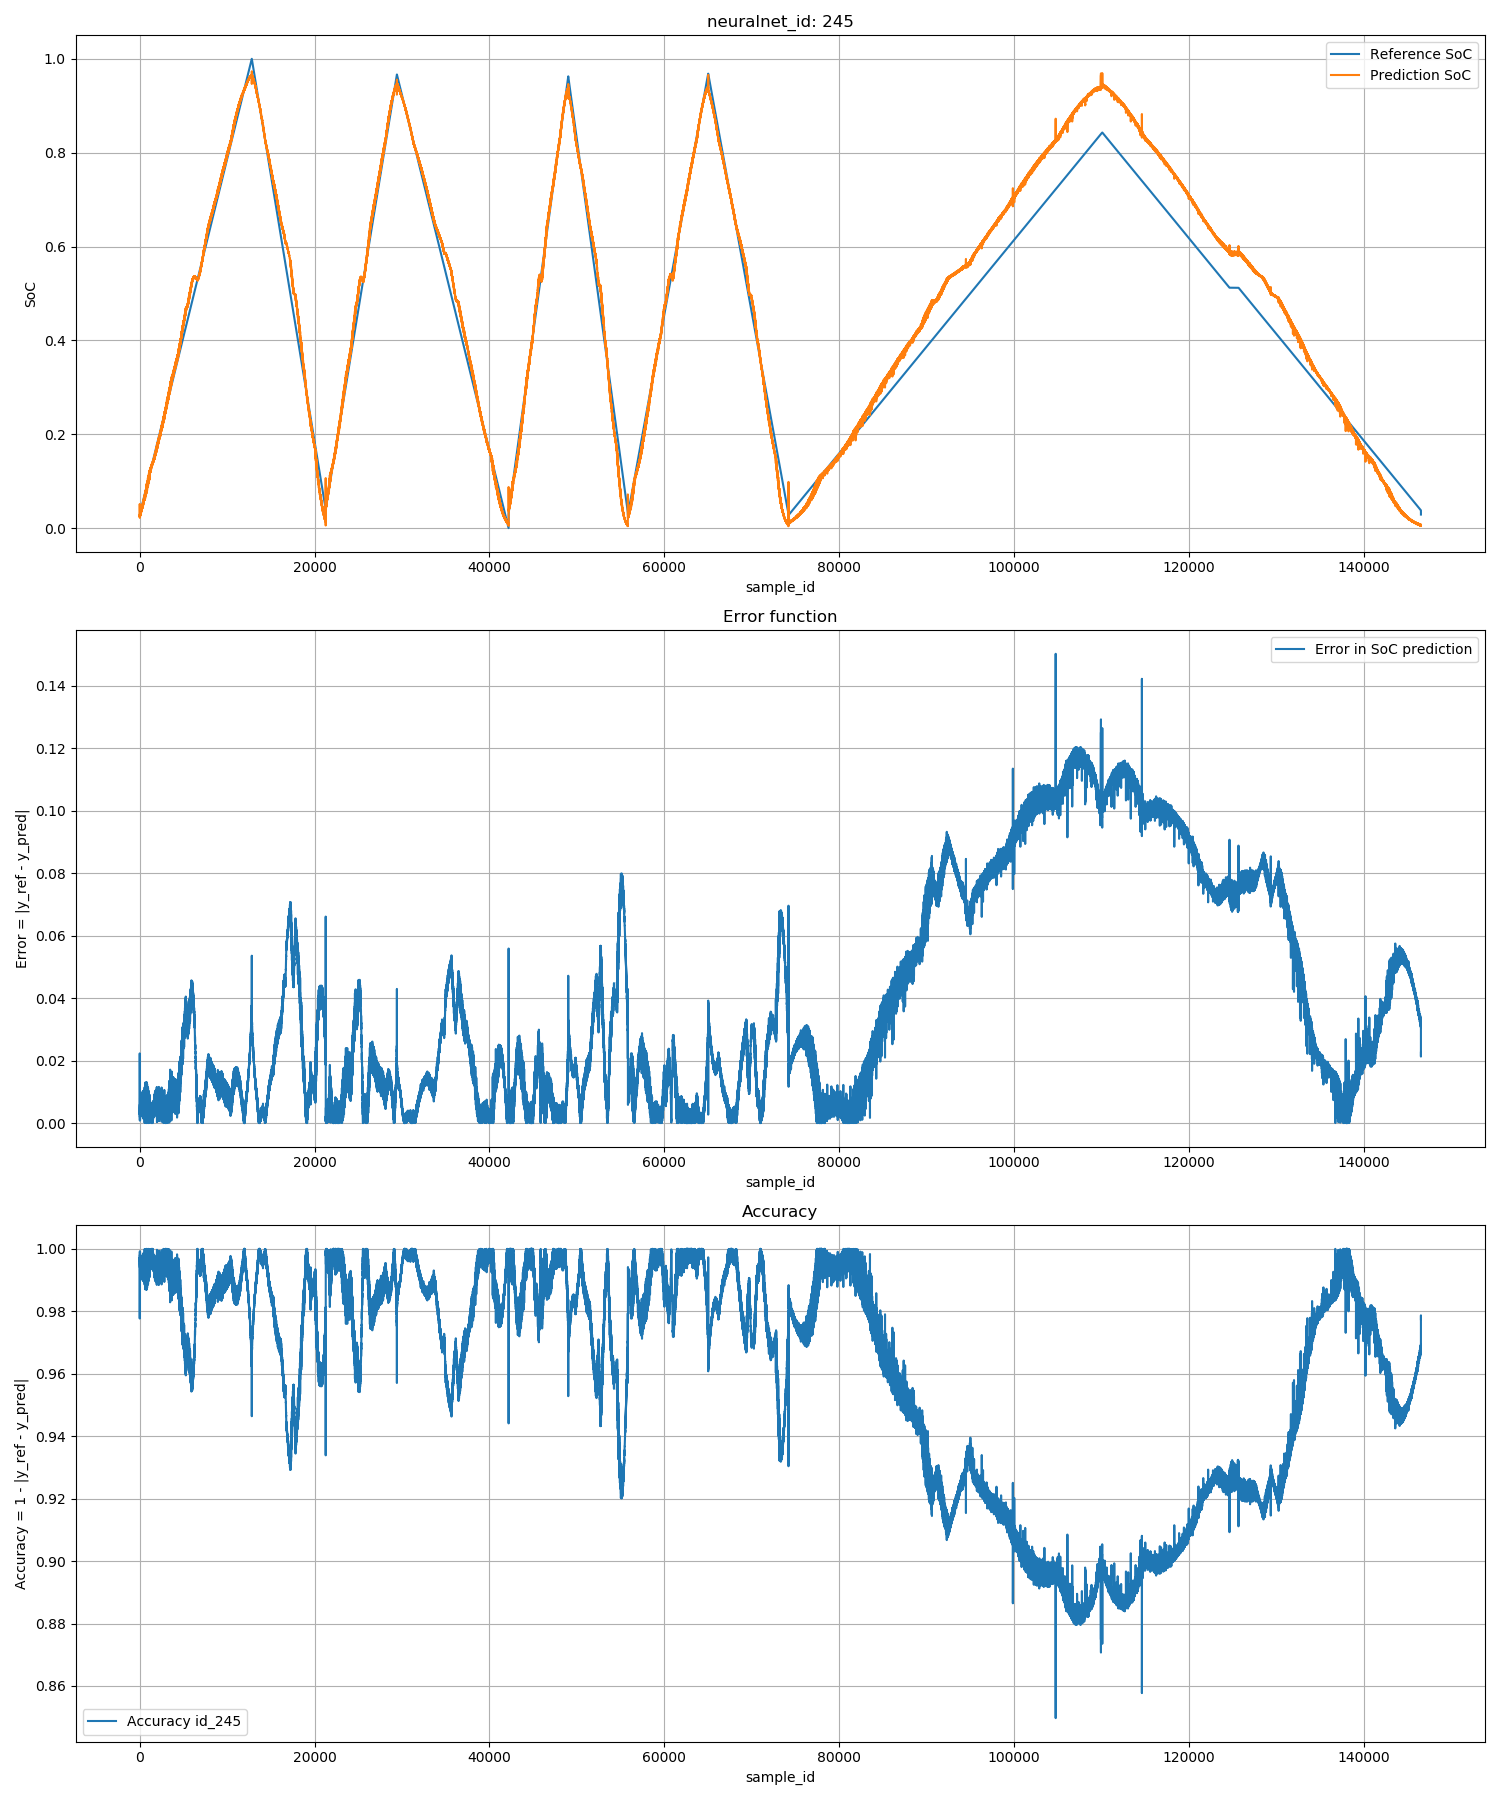 neuralnet_id: 245
Reference SoC
Prediction SoC
SoC
1.0
0.8
0.6
0.4
0.2
0.0
0 20000 40000 60000 80000 100000 120000 140000
sample_id
Error function
Error in SoC prediction
Error = |y_ref - y_pred|
0.14
0.12
0.10
0.08
0.06
0.04
0.02
0.00
0 20000 40000 60000 80000 100000 120000 140000
sample_id
Accuracy
Accuracy = 1 - |y_ref - y_pred|
1.00
0.98
0.96
0.94
0.92
0.90
0.88
0.86
Accuracy id_245
0 20000 40000 60000 80000 100000 120000 140000
sample_id